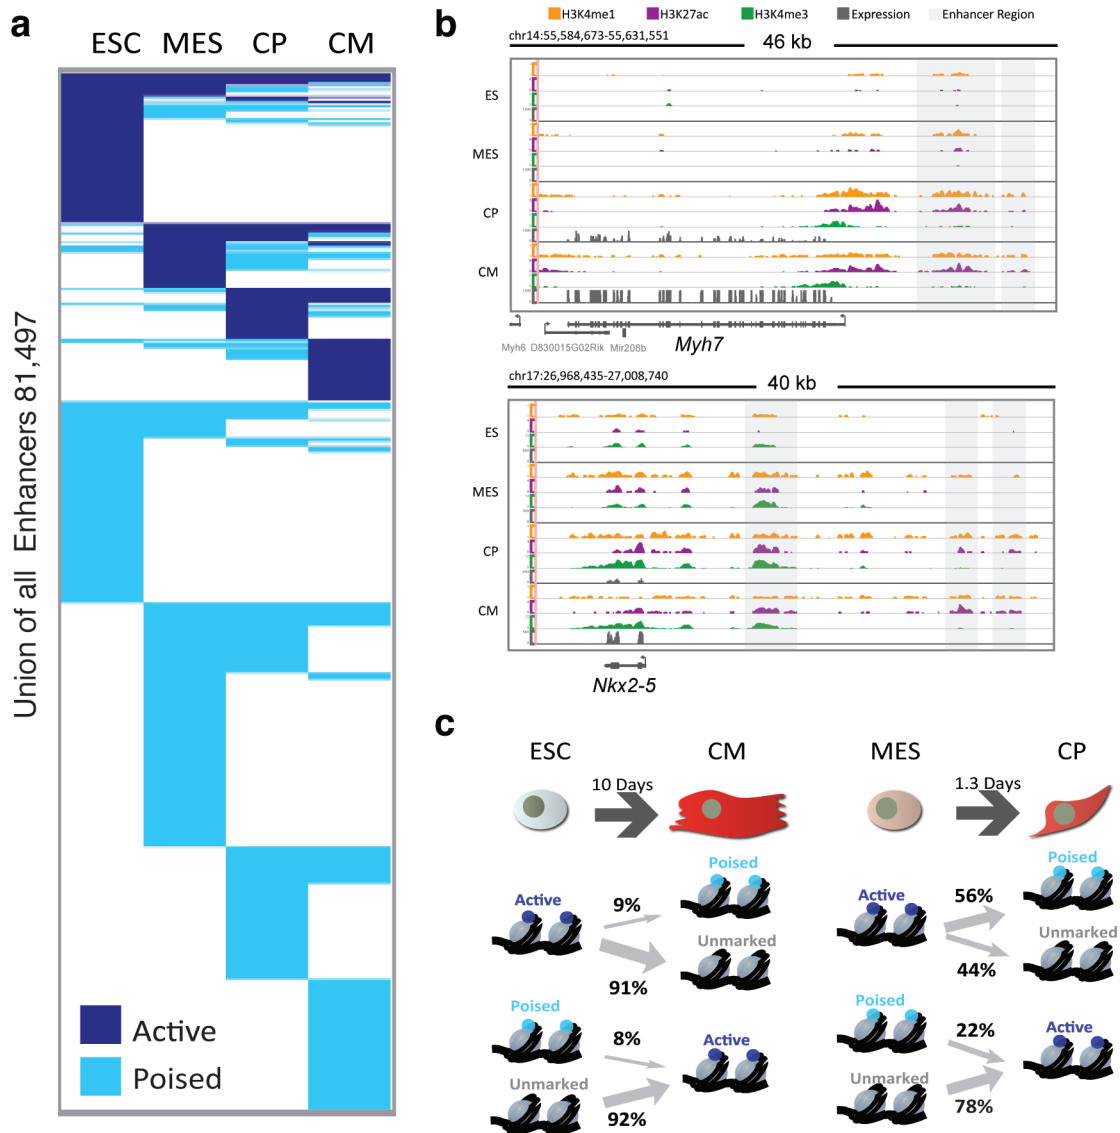 a
ESC MES CP CM
Union of all Enhancers 81,497
Active
Poised
b
H3K4me1 H3K27ac H3K4me3 Expression Enhancer Region
chr14:55,584,673-55,631,551
46 kb
ES
MES
CP
CM
Myh6 D830015G02Rik Mir208b Myh7
chr17:26,968,435-27,008,740
40 kb
ES
MES
CP
CM
Nkx2-5
c
ESC CM MES CP
10 Days 1.3 Days
Active
9%
Poised
Unmarked
91%
Poised
8%
Active
Unmarked
92%
Active
56%
Poised
Unmarked
44%
Poised
22%
Active
Unmarked
78%